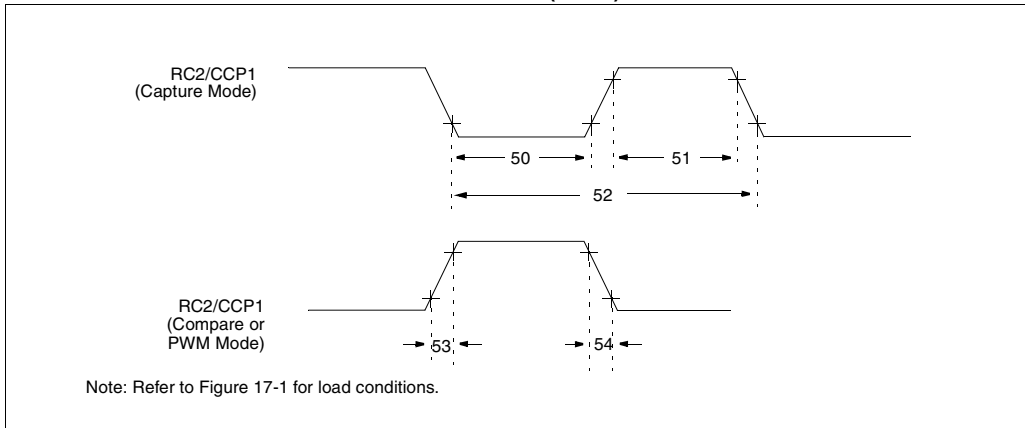 RC2/CCP1
(Capture Mode)
50
51
52
RC2/CCP1
(Compare or
PWM Mode)
53
54
Note: Refer to Figure 17-1 for load conditions.